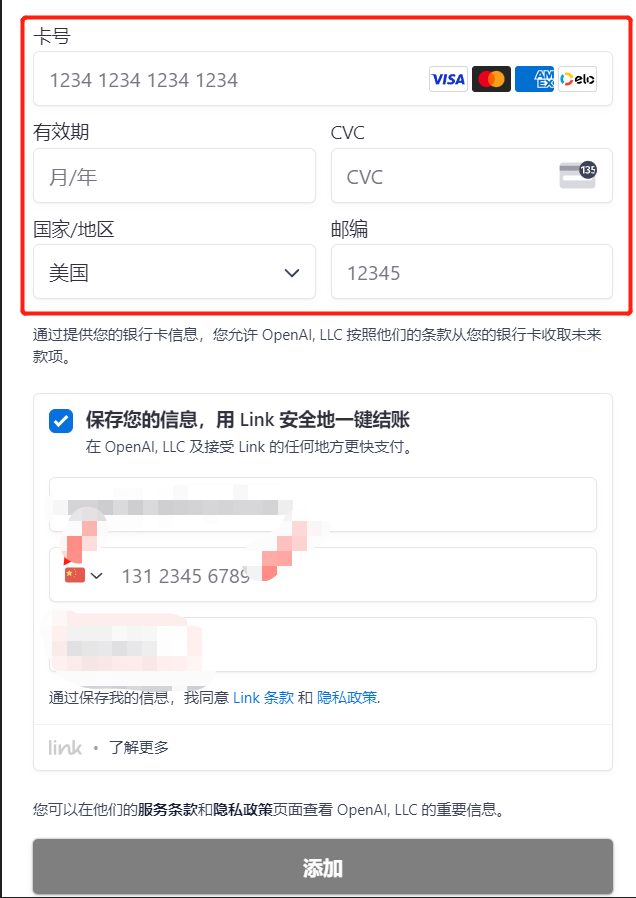 卡号
1234 1234 1234 1234
VISA
AM
EX
elo
有效期
CVC
月/年
CVC
135
国家/地区
邮编
美国
12345
通过提供您的银行卡信息，您允许 OpenAI, LLC 按照他们的条款从您的银行卡收取未来
款项。
保存您的信息，用 Link 安全地一键结账
在 OpenAI, LLC 及接受 Link 的任何地方更快支付。
131 2345 6789
通过保存我的信息，我同意 Link 条款 和 隐私政策.
link • 了解更多
您可以在他们的服务条款和隐私政策页面查看 OpenAI, LLC 的重要信息。
添加